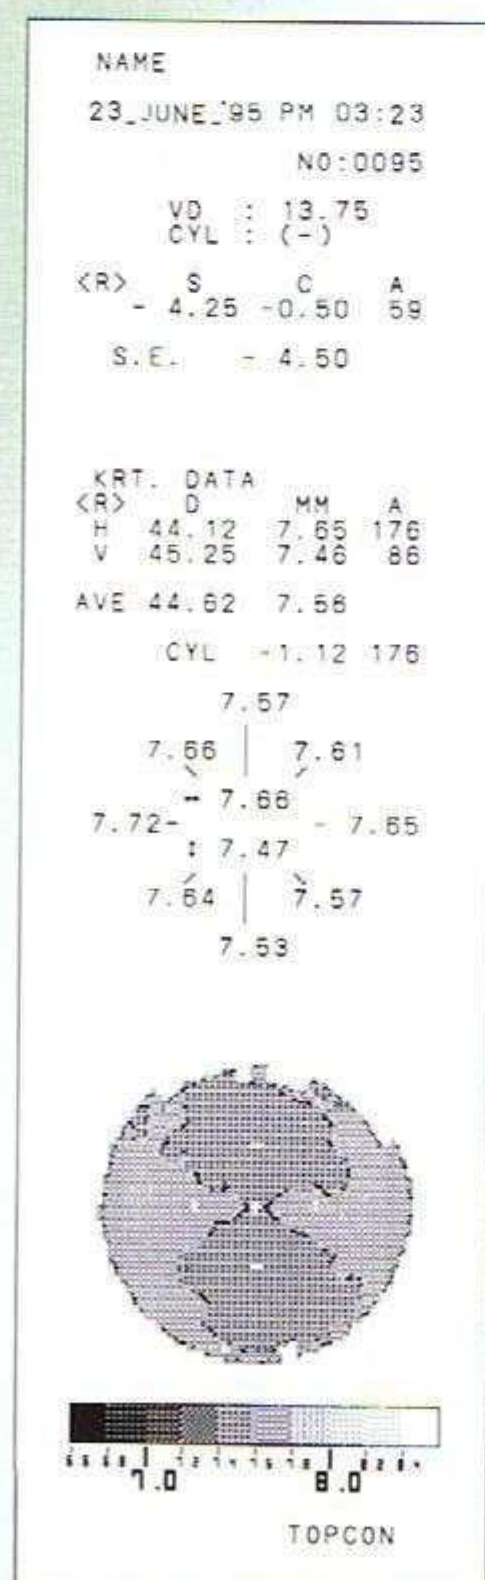 NAME
23_JUNE_'95 PM 03:23
NO:0095
VD : 13.75
CYL : (-)
<R> S C A
- 4.25 -0.50 59
S.E. - 4.50
KRT. DATA
<R> D MM A
H 44.12 7.65 176
V 45.25 7.46 86
AVE 44.62 7.56
CYL -1.12 176
7.57
7.66 7.61
↔ 7.66
7.72- - 7.65
↕ 7.47
7.64 7.57
7.53
7.0 8.0
TOPCON